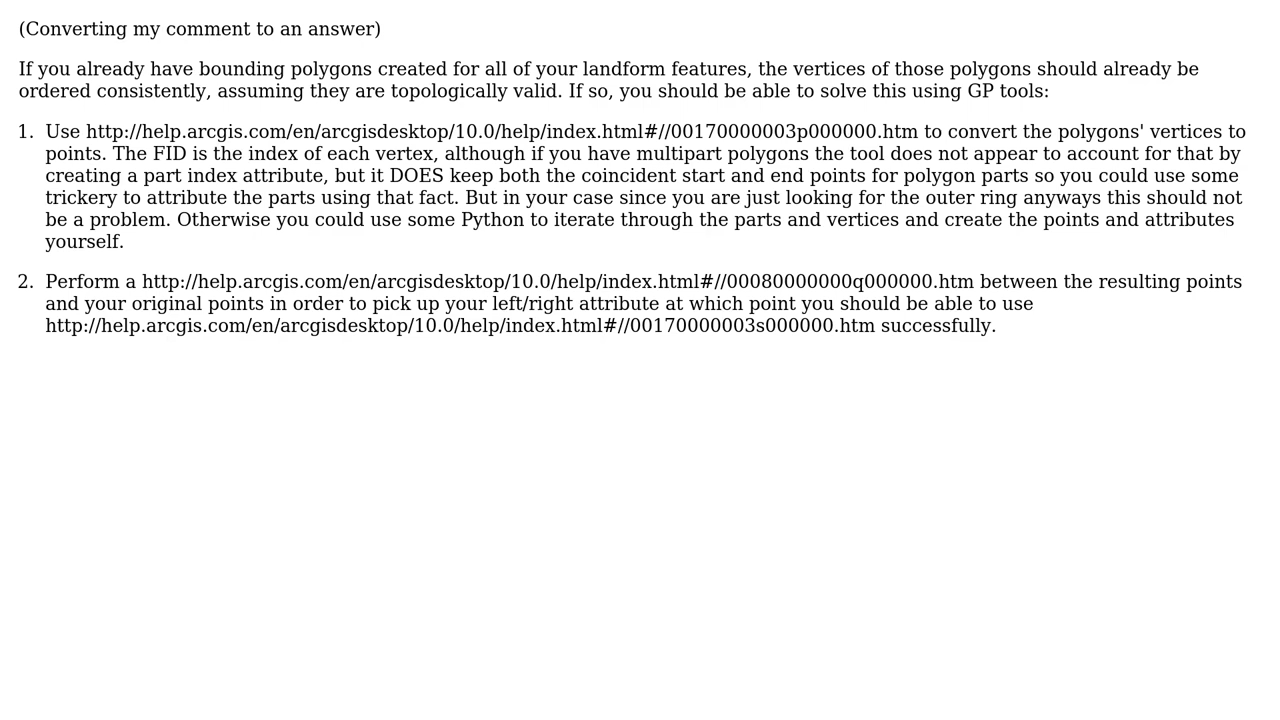 (Converting my comment to an answer)
If you already have bounding polygons created for all of your landform features, the vertices of those polygons should already be
ordered consistently, assuming they are topologically valid. If so, you should be able to solve this using GP tools:
1. Use http://help.arcgis.com/en/arcgisdesktop/10.0/help/index.html#//00170000003p000000.htm to convert the polygons' vertices to
points. The FID is the index of each vertex, although if you have multipart polygons the tool does not appear to account for that by
creating a part index attribute, but it DOES keep both the coincident start and end points for polygon parts so you could use some
trickery to attribute the parts using that fact. But in your case since you are just looking for the outer ring anyways this should not
be a problem. Otherwise you could use some Python to iterate through the parts and vertices and create the points and attributes
yourself.
2. Perform a http://help.arcgis.com/en/arcgisdesktop/10.0/help/index.html#//00080000000q000000.htm between the resulting points
and your original points in order to pick up your left/right attribute at which point you should be able to use
http://help.arcgis.com/en/arcgisdesktop/10.0/help/index.html#//00170000003s000000.htm successfully.